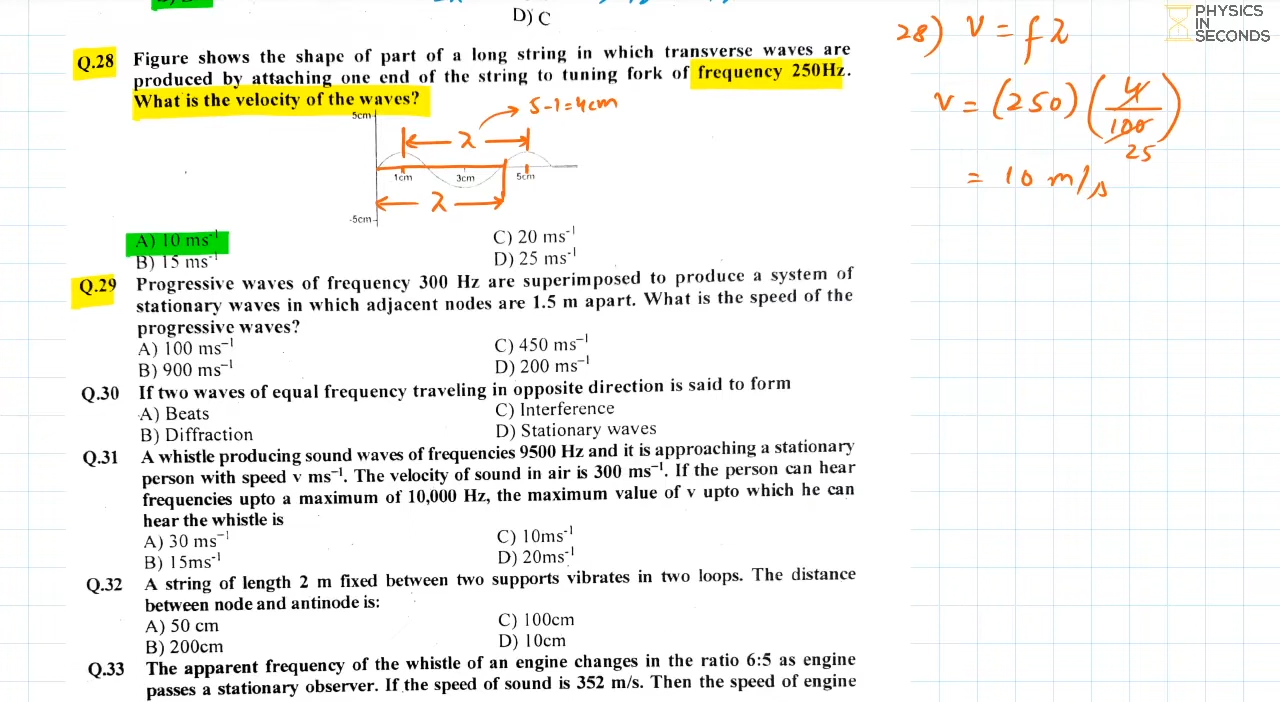 D) C
28) v = fλ
PHYSICS
IN
SECONDS
Q.28 Figure shows the shape of part of a long string in which transverse waves are
produced by attaching one end of the string to tuning fork of frequency 250Hz.
What is the velocity of the waves?
v = (250) (4/100)
25
= 10 m/s
5cm
5-1=4cm
λ
1cm 3cm 5cm
λ
-5cm
A) 10 ms⁻¹ C) 20 ms⁻¹
B) 15 ms⁻¹ D) 25 ms⁻¹
Q.29 Progressive waves of frequency 300 Hz are superimposed to produce a system of
stationary waves in which adjacent nodes are 1.5 m apart. What is the speed of the
progressive waves?
A) 100 ms⁻¹ C) 450 ms⁻¹
B) 900 ms⁻¹ D) 200 ms⁻¹
Q.30 If two waves of equal frequency traveling in opposite direction is said to form
A) Beats C) Interference
B) Diffraction D) Stationary waves
Q.31 A whistle producing sound waves of frequencies 9500 Hz and it is approaching a stationary
person with speed v ms⁻¹. The velocity of sound in air is 300 ms⁻¹. If the person can hear
frequencies upto a maximum of 10,000 Hz, the maximum value of v upto which he can
hear the whistle is
A) 30 ms⁻¹ C) 10ms⁻¹
B) 15ms⁻¹ D) 20ms⁻¹
Q.32 A string of length 2 m fixed between two supports vibrates in two loops. The distance
between node and antinode is:
A) 50 cm C) 100cm
B) 200cm D) 10cm
Q.33 The apparent frequency of the whistle of an engine changes in the ratio 6:5 as engine
passes a stationary observer. If the speed of sound is 352 m/s. Then the speed of engine